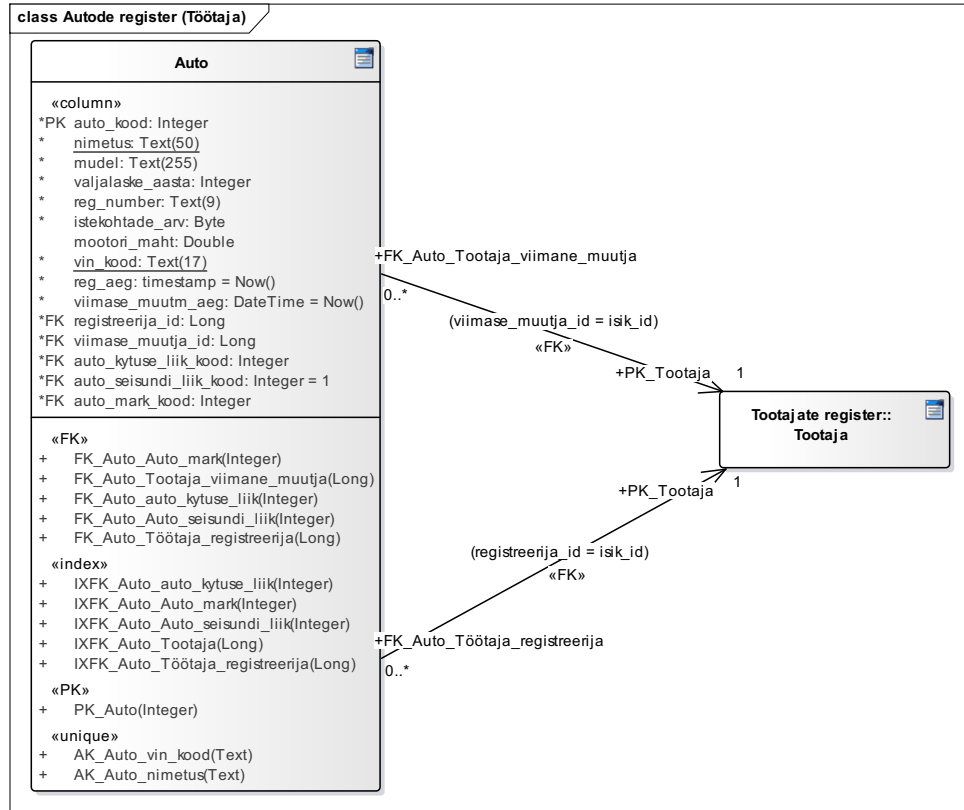 class Autode register (Töötaja)
Auto
«column»
*PK auto_kood: Integer
* nimetus: Text(50)
* mudel: Text(255)
* valjalaske_aasta: Integer
* reg_number: Text(9)
* istekohtade_arv: Byte
mootori_maht: Double
* vin_kood: Text(17)
* reg_aeg: timestamp = Now()
* viimase_muutm_aeg: DateTime = Now()
*FK registreerija_id: Long
*FK viimase_muutja_id: Long
*FK auto_kytuse_liik_kood: Integer
*FK auto_seisundi_liik_kood: Integer = 1
*FK auto_mark_kood: Integer
«FK»
+ FK_Auto_Auto_mark(Integer)
+ FK_Auto_Tootaja_viimane_muutja(Long)
+ FK_Auto_auto_kytuse_liik(Integer)
+ FK_Auto_Auto_seisundi_liik(Integer)
+ FK_Auto_Töötaja_registreerija(Long)
«index»
+ IXFK_Auto_auto_kytuse_liik(Integer)
+ IXFK_Auto_Auto_mark(Integer)
+ IXFK_Auto_Auto_seisundi_liik(Integer)
+ IXFK_Auto_Tootaja(Long)
+ IXFK_Auto_Töötaja_registreerija(Long)
«PK»
+ PK_Auto(Integer)
«unique»
+ AK_Auto_vin_kood(Text)
+ AK_Auto_nimetus(Text)
+FK_Auto_Tootaja_viimane_muutja
0..*
(viimase_muutja_id = isik_id)
«FK»
+PK_Tootaja 1
Tootajate register::
Tootaja
+PK_Tootaja 1
(registreerija_id = isik_id)
«FK»
+FK_Auto_Töötaja_registreerija
0..*